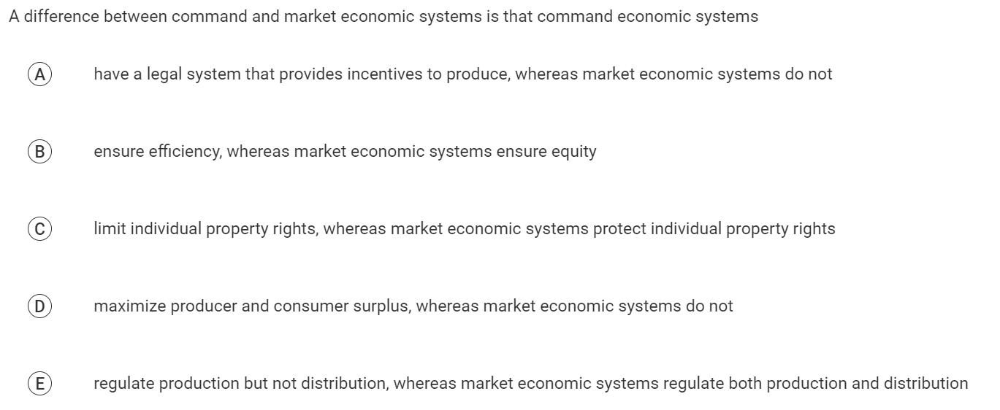 A difference between command and market economic systems is that command economic systems
A have a legal system that provides incentives to produce, whereas market economic systems do not
B ensure efficiency, whereas market economic systems ensure equity
C limit individual property rights, whereas market economic systems protect individual property rights
D maximize producer and consumer surplus, whereas market economic systems do not
E regulate production but not distribution, whereas market economic systems regulate both production and distribution